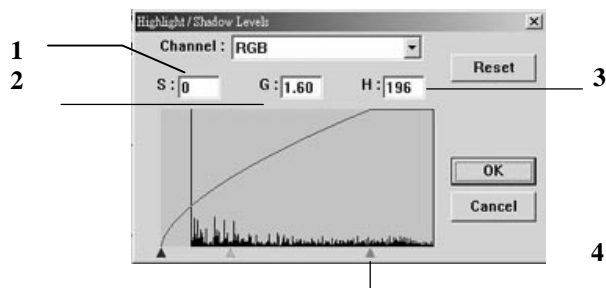 Highlight / Shadow Levels
1
Channel : RGB
Reset
2
S : 0 G : 1.60 H : 196
3
OK
Cancel
4